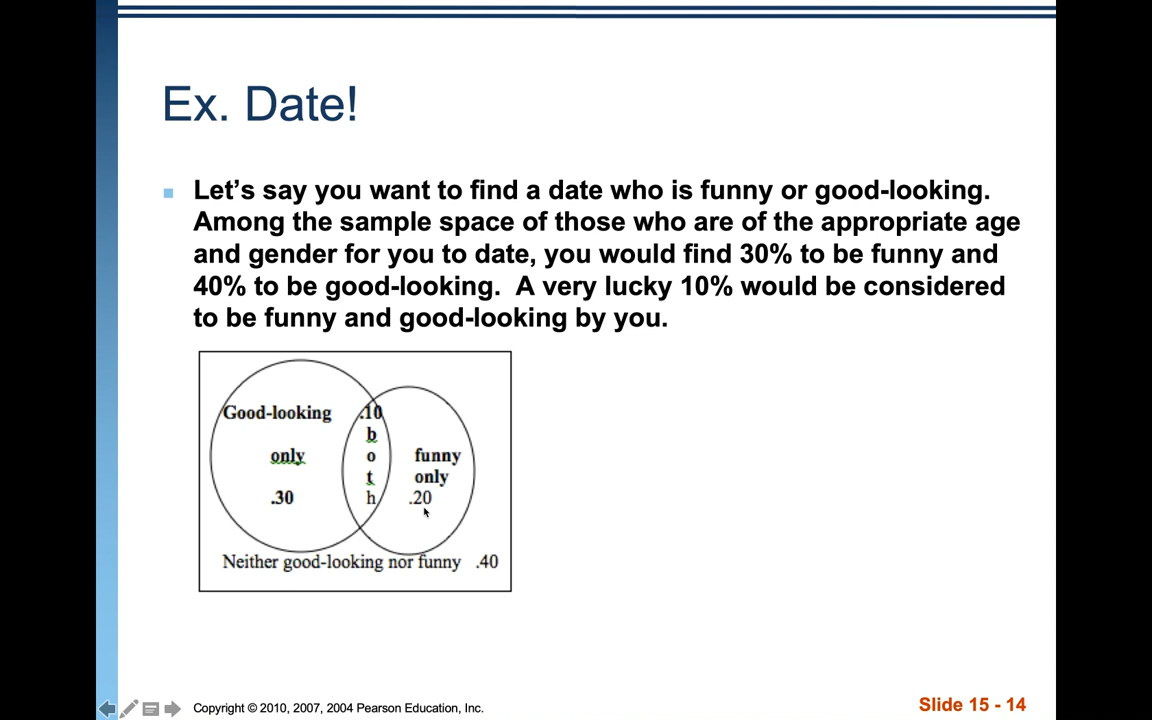 Ex. Date!
Let’s say you want to find a date who is funny or good-looking.
Among the sample space of those who are of the appropriate age
and gender for you to date, you would find 30% to be funny and
40% to be good-looking.  A very lucky 10% would be considered
to be funny and good-looking by you.
Good-looking
only
.30
.10
b
o
t
h
funny
only
.20
Neither good-looking nor funny .40
Copyright © 2010, 2007, 2004 Pearson Education, Inc.
Slide 15 - 14